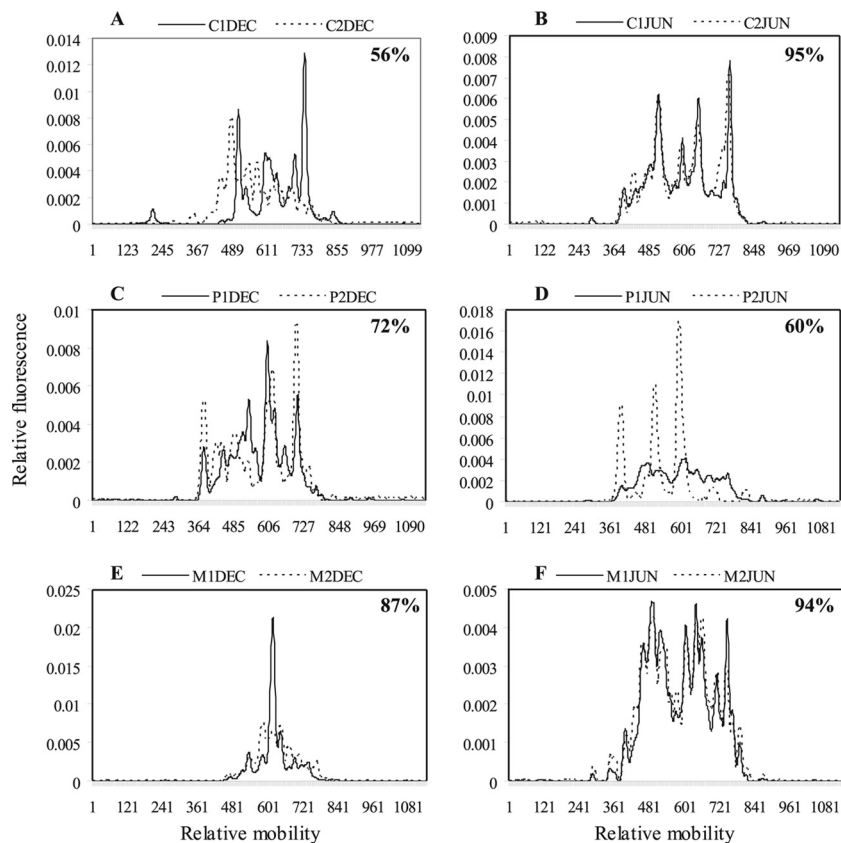 A
C1DEC C2DEC
56%
0.014
0.012
0.01
0.008
0.006
0.004
0.002
0
1 123 245 367 489 611 733 855 977 1099
B
C1JUN C2JUN
95%
0.009
0.008
0.007
0.006
0.005
0.004
0.003
0.002
0.001
0
1 122 243 364 485 606 727 848 969 1090
C
P1DEC P2DEC
72%
0.01
0.008
0.006
0.004
0.002
0
1 122 243 364 485 606 727 848 969 1090
D
P1JUN P2JUN
60%
0.018
0.016
0.014
0.012
0.01
0.008
0.006
0.004
0.002
0
1 121 241 361 481 601 721 841 961 1081
Relative fluorescence
E
M1DEC M2DEC
87%
0.025
0.02
0.015
0.01
0.005
0
1 121 241 361 481 601 721 841 961 1081
Relative mobility
F
M1JUN M2JUN
94%
0.005
0.004
0.003
0.002
0.001
0
1 121 241 361 481 601 721 841 961 1081
Relative mobility